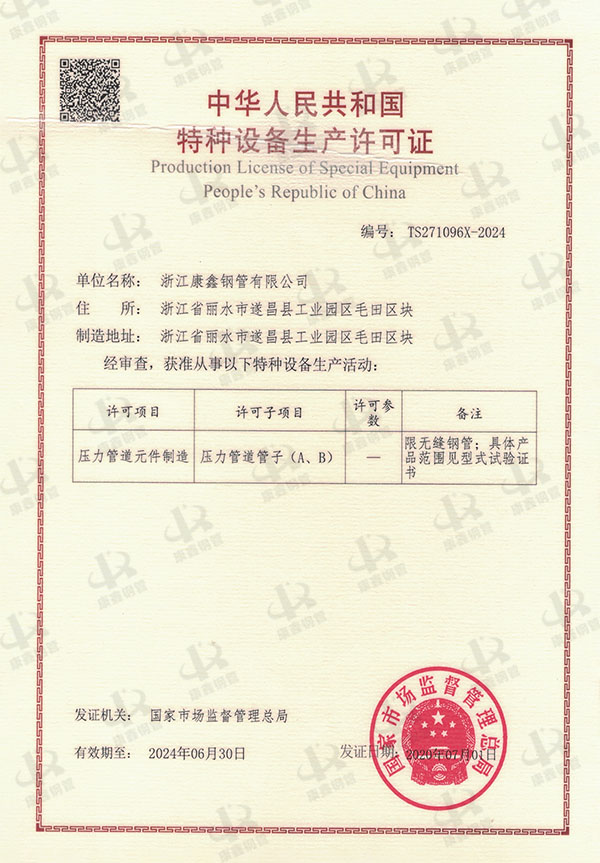 中华人民共和国
特种设备生产许可证
Production License of Special Equipment
People's Republic of China
编号： TS271096X-2024
单位名称： 浙江康鑫钢管有限公司
住 所： 浙江省丽水市遂昌县工业园区毛田区块
制造地址： 浙江省丽水市遂昌县工业园区毛田区块
经审查，获准从事以下特种设备生产活动：
许可项目 许可子项目 许可参数 备注
压力管道元件制造 压力管道管子（A、B） — 限无缝钢管；具体产品范围见型式试验证书
国家市场监督管理总局
发证机关： 国家市场监督管理总局
有效期至： 2024年06月30日
发证日期： 2020年07月01日
康鑫钢管